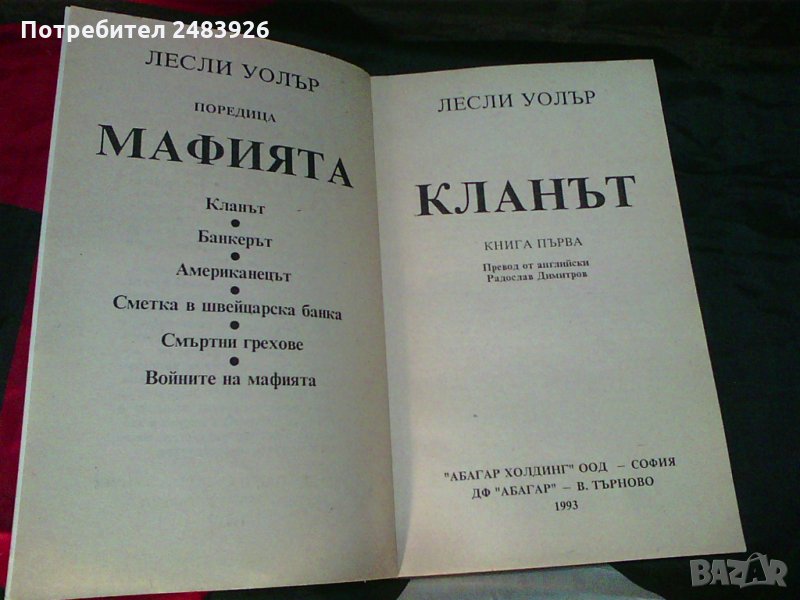 Потребител 2483926
ЛЕСЛИ УОЛЪР
ПОРЕДИЦА
МАФИЯТА
Кланът
•
Банкерът
•
Американецът
•
Сметка в швейцарска банка
•
Смъртни грехове
•
Войните на мафията
ЛЕСЛИ УОЛЪР
КЛАНЪТ
КНИГА ПЪРВА
Превод от английски
Радослав Димитров
"АБАГАР ХОЛДИНГ" ООД – СОФИЯ
ДФ "АБАГАР" – В. ТЪРНОВО
1993
BAZAR